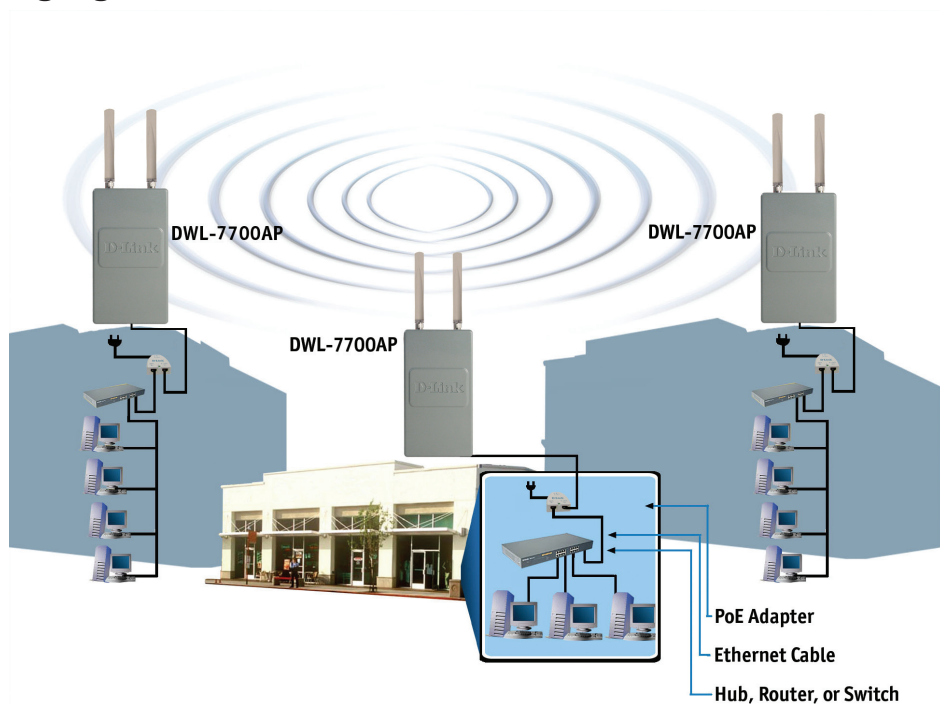 DWL-7700AP
D-Link
DWL-7700AP
D-Link
DWL-7700AP
D-Link
PoE Adapter
Ethernet Cable
Hub, Router, or Switch